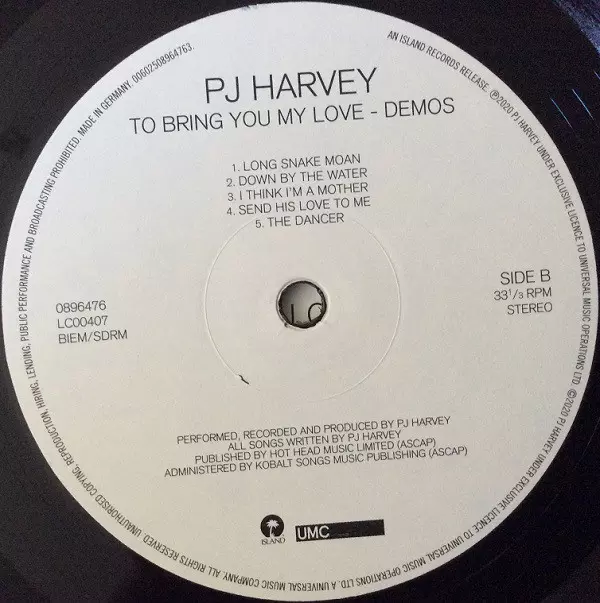 PJ HARVEY
TO BRING YOU MY LOVE - DEMOS
1. LONG SNAKE MOAN
2. DOWN BY THE WATER
3. I THINK I'M A MOTHER
4. SEND HIS LOVE TO ME
5. THE DANCER
0896476
LC00407
BIEM/SDRM
SIDE B
33¹/₃ RPM
STEREO
PERFORMED, RECORDED AND PRODUCED BY PJ HARVEY
ALL SONGS WRITTEN BY PJ HARVEY
PUBLISHED BY HOT HEAD MUSIC LIMITED (ASCAP)
ADMINISTERED BY KOBALT SONGS MUSIC PUBLISHING (ASCAP)
ISLAND
UMC
AN ISLAND RECORDS RELEASE. ℗2020 PJ HARVEY UNDER EXCLUSIVE LICENCE TO UNIVERSAL MUSIC OPERATIONS LTD. ©2020 PJ HARVEY UNDER EXCLUSIVE LICENCE TO UNIVERSAL MUSIC OPERATIONS LTD. A UNIVERSAL MUSIC COMPANY. ALL RIGHTS RESERVED. UNAUTHORISED COPYING, REPRODUCTION, HIRING, LENDING, PUBLIC PERFORMANCE AND BROADCASTING PROHIBITED. MADE IN GERMANY. 00602508964763.